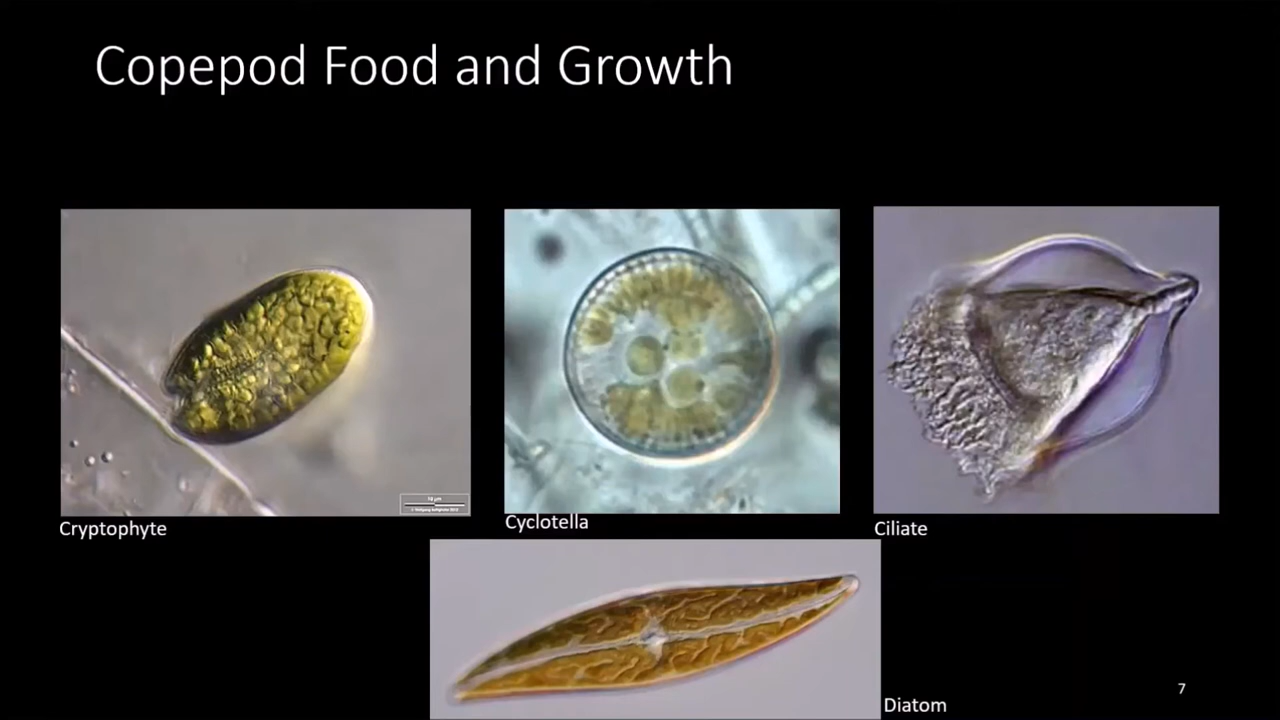 Copepod Food and Growth
Cryptophyte
Cyclotella
Ciliate
Diatom
7